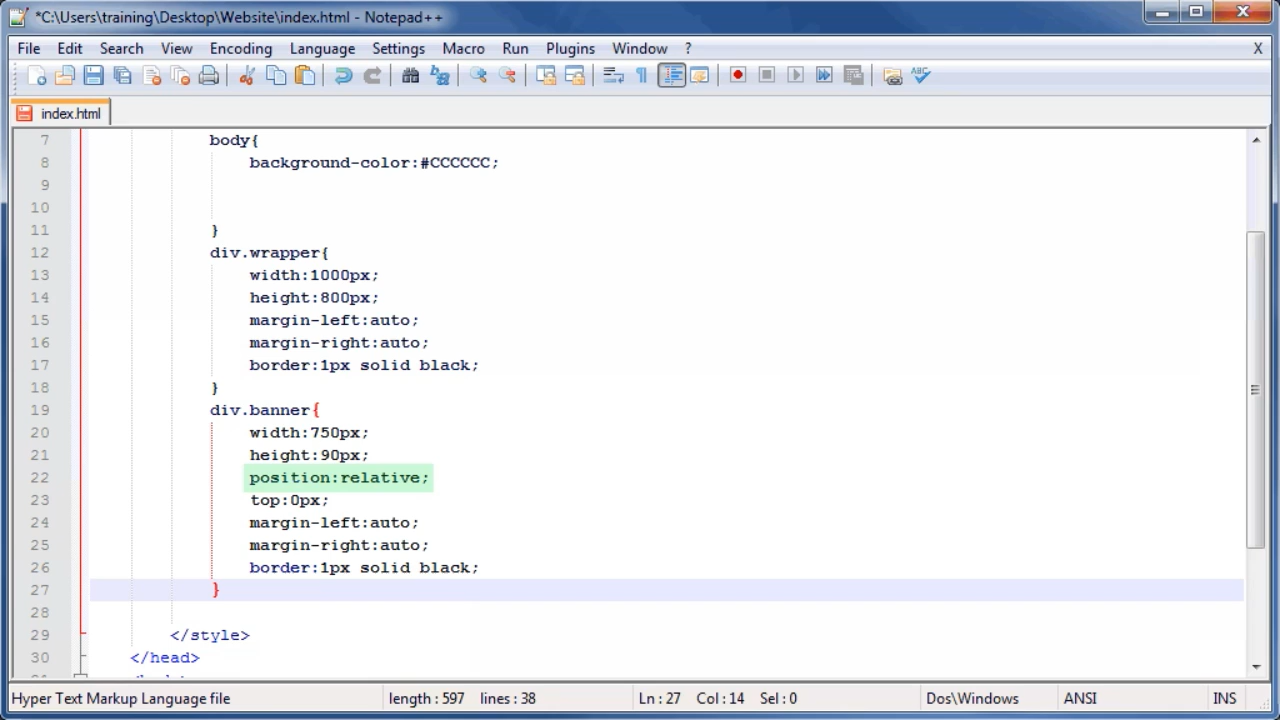 *C:\Users\training\Desktop\Website\index.html - Notepad++
File Edit Search View Encoding Language Settings Macro Run Plugins Window ? X
index.html
7 body{
8 background-color:#CCCCCC;
9
10
11 }
12 div.wrapper{
13 width:1000px;
14 height:800px;
15 margin-left:auto;
16 margin-right:auto;
17 border:1px solid black;
18 }
19 div.banner{
20 width:750px;
21 height:90px;
22 position:relative;
23 top:0px;
24 margin-left:auto;
25 margin-right:auto;
26 border:1px solid black;
27 }
28
29 </style>
30 </head>
Hyper Text Markup Language file length : 597 lines : 38 Ln : 27 Col : 14 Sel : 0 Dos\Windows ANSI INS